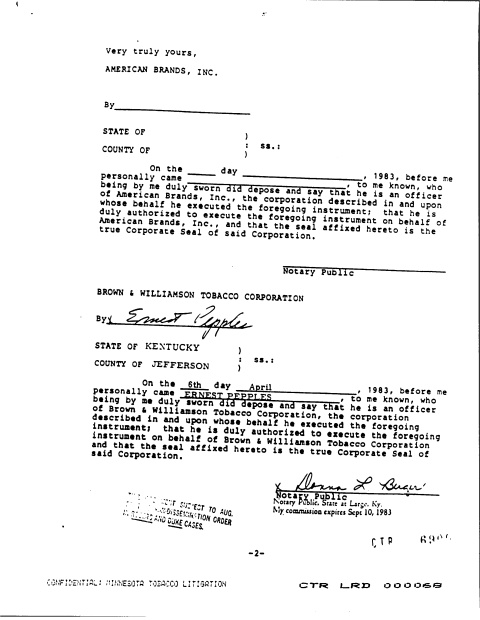 Very truly yours,
AMERICAN BRANDS, INC.
By
STATE OF )
: ss.:
COUNTY OF )
On the day , 1983, before me
personally came , to me known, who
being by me duly sworn did depose and say that he is an officer
of American Brands, Inc., the corporation described in and upon
whose behalf he executed the foregoing instrument; that he is
duly authorized to execute the foregoing instrument on behalf of
American Brands, Inc., and that the seal affixed hereto is the
true Corporate Seal of said Corporation.
Notary Public
BROWN & WILLIAMSON TOBACCO CORPORATION
By Ernest Pepples
STATE OF KENTUCKY )
: ss.:
COUNTY OF JEFFERSON )
On the 6th day April , 1983, before me
personally came ERNEST PEPPLES , to me known, who
being by me duly sworn did depose and say that he is an officer
of Brown & Williamson Tobacco Corporation, the corporation
described in and upon whose behalf he executed the foregoing
instrument; that he is duly authorized to execute the foregoing
instrument on behalf of Brown & Williamson Tobacco Corporation
and that the seal affixed hereto is the true Corporate Seal of
said Corporation.
x Donna L
Notary Public
Notary Public, State at Large, Ky.
My commission expires Sept 10, 1983
SUBJECT TO AUG.
ORDER
AND DUKE CASES.
CTR
-2-
CONFIDENTIAL: MINNESOTA TOBACCO LITIGATION
CTR LRD 000068